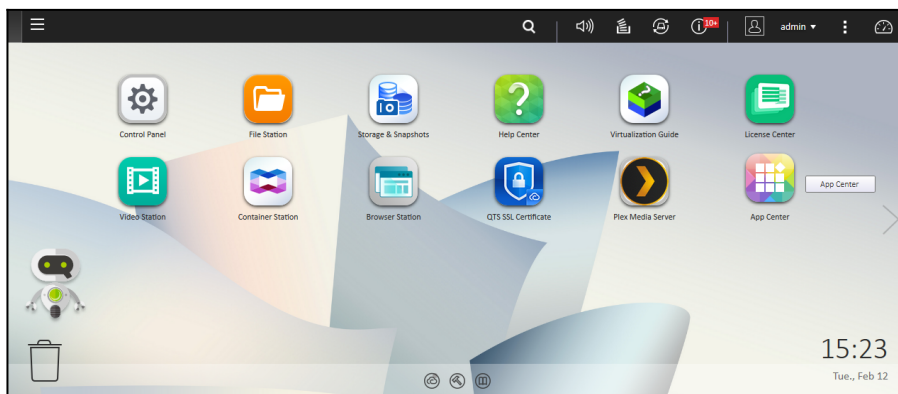 10+
admin
Control Panel
File Station
Storage & Snapshots
Help Center
Virtualization Guide
License Center
Video Station
Container Station
Browser Station
QTS SSL Certificate
Plex Media Server
App Center
App Center
15:23
Tue., Feb 12